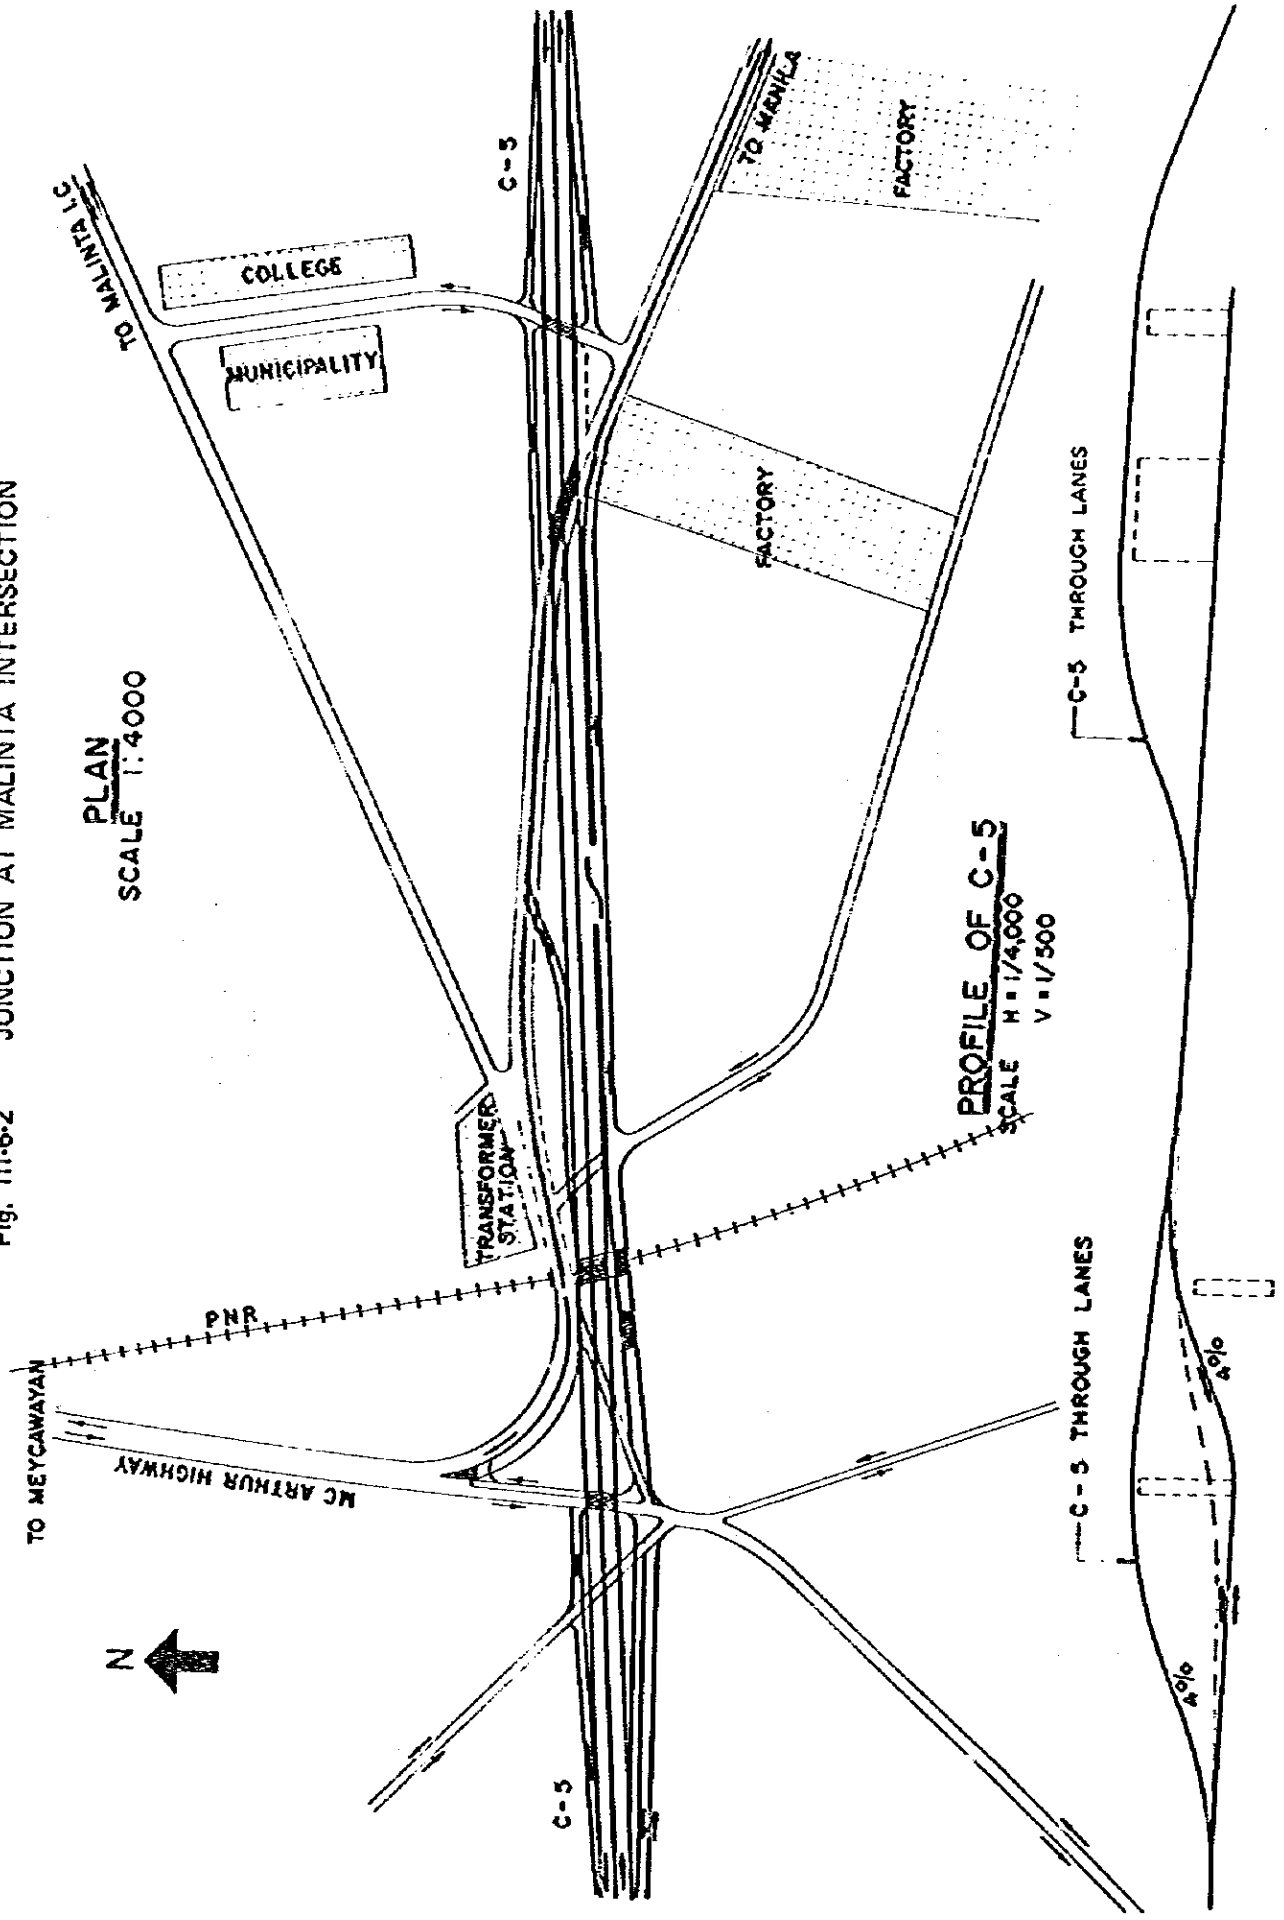 Fig. III·6·2 JUNCTION AT MALINTA INTERSECTION
PLAN
SCALE 1:4000
N
TO MEYCAWAYAN
MC ARTHUR HIGHWAY
PNR
TRANSFORMER
STATION
TO MALINTA I.C
MUNICIPALITY
COLLEGE
C-5
C-5
TO MANILA
FACTORY
FACTORY
PROFILE OF C-5
SCALE H = 1/4,000
V = 1/500
C-5 THROUGH LANES
C-5 THROUGH LANES
4%
4%